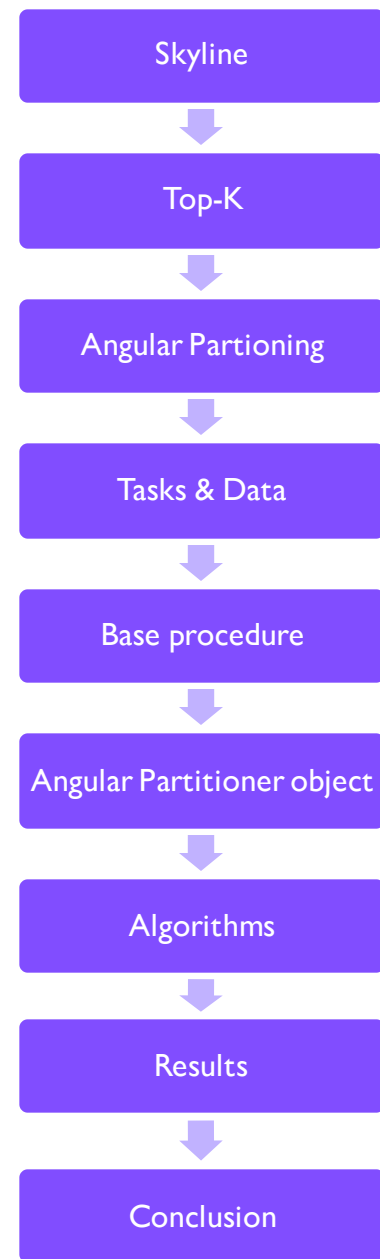 Skyline
Top-K
Angular Partioning
Tasks & Data
Base procedure
Angular Partitioner object
Algorithms
Results
Conclusion